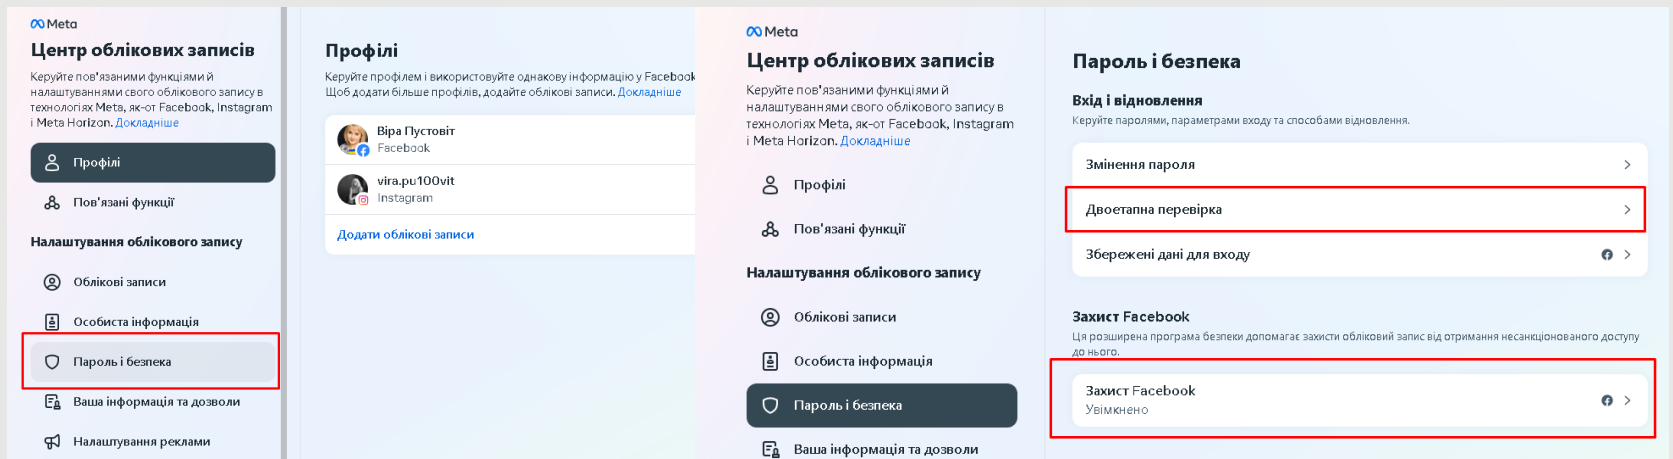 Meta
Центр облікових записів
Керуйте пов'язаними функціями й
налаштуваннями свого облікового запису в
технологіях Meta, як-от Facebook, Instagram
і Meta Horizon. Докладніше
Профілі
Пов'язані функції
Налаштування облікового запису
Облікові записи
Особиста інформація
Пароль і безпека
Ваша інформація та дозволи
Налаштування реклами
Профілі
Керуйте профілем і використовуйте однакову інформацію у Facebook
Щоб додати більше профілів, додайте облікові записи. Докладніше
Віра Пустовіт
Facebook
vira.pu100vit
Instagram
Додати облікові записи
Meta
Центр облікових записів
Керуйте пов'язаними функціями й
налаштуваннями свого облікового запису в
технологіях Meta, як-от Facebook, Instagram
і Meta Horizon. Докладніше
Профілі
Пов'язані функції
Налаштування облікового запису
Облікові записи
Особиста інформація
Пароль і безпека
Ваша інформація та дозволи
Пароль і безпека
Вхід і відновлення
Керуйте паролями, параметрами входу та способами відновлення.
Змінення пароля
Двоетапна перевірка
Збережені дані для входу
Захист Facebook
Ця розширена програма безпеки допомагає захисти обліковий запис від отримання несанкціонованого доступу
до нього.
Захист Facebook
Увімкнено